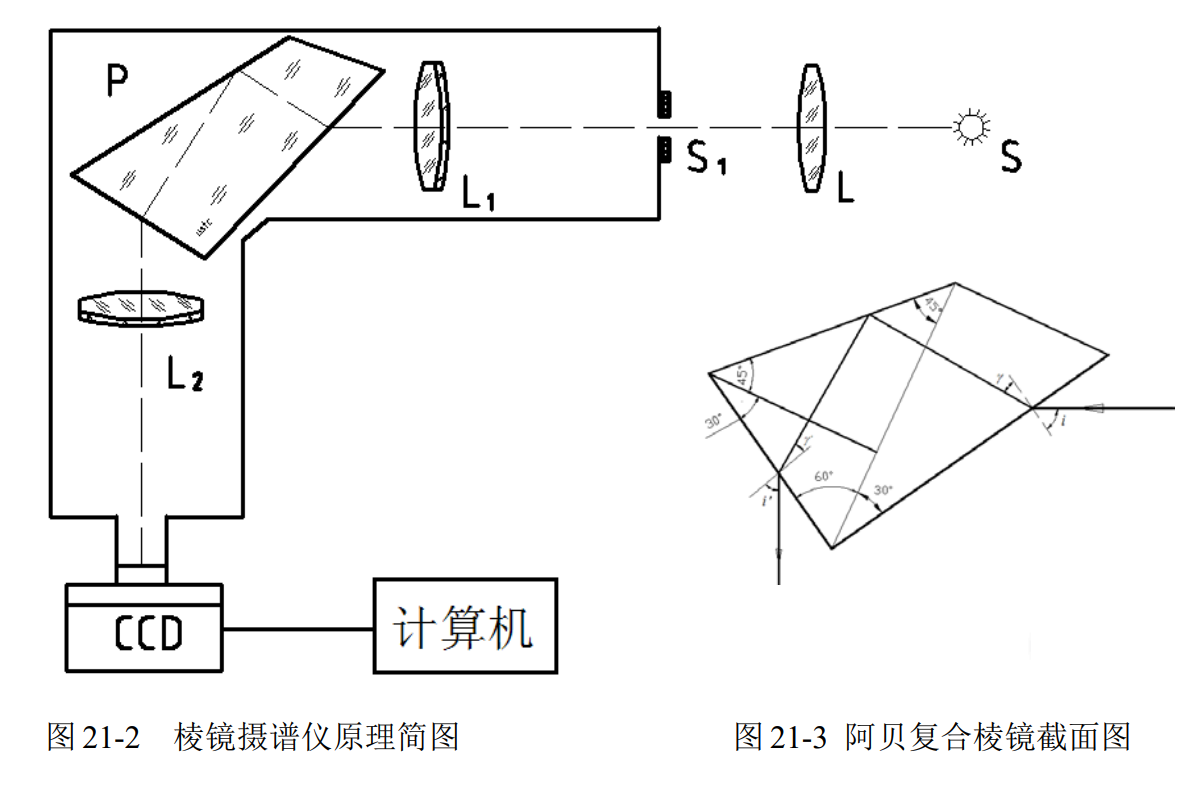 P
L1
S1
L
S
ustc
L2
CCD
计算机
45°
45°
30°
γ
i
γ
60°
30°
i'
图 21-2 棱镜摄谱仪原理简图
图 21-3 阿贝复合棱镜截面图